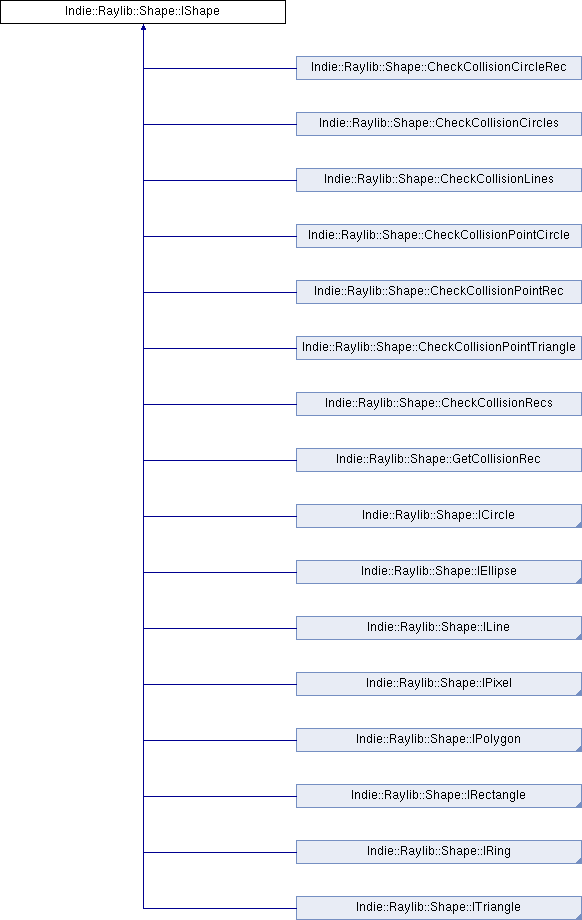 Indie::Raylib::Shape::IShape
Indie::Raylib::Shape::CheckCollisionCircleRec
Indie::Raylib::Shape::CheckCollisionCircles
Indie::Raylib::Shape::CheckCollisionLines
Indie::Raylib::Shape::CheckCollisionPointCircle
Indie::Raylib::Shape::CheckCollisionPointRec
Indie::Raylib::Shape::CheckCollisionPointTriangle
Indie::Raylib::Shape::CheckCollisionRecs
Indie::Raylib::Shape::GetCollisionRec
Indie::Raylib::Shape::ICircle
Indie::Raylib::Shape::IEllipse
Indie::Raylib::Shape::ILine
Indie::Raylib::Shape::IPixel
Indie::Raylib::Shape::IPolygon
Indie::Raylib::Shape::IRectangle
Indie::Raylib::Shape::IRing
Indie::Raylib::Shape::ITriangle